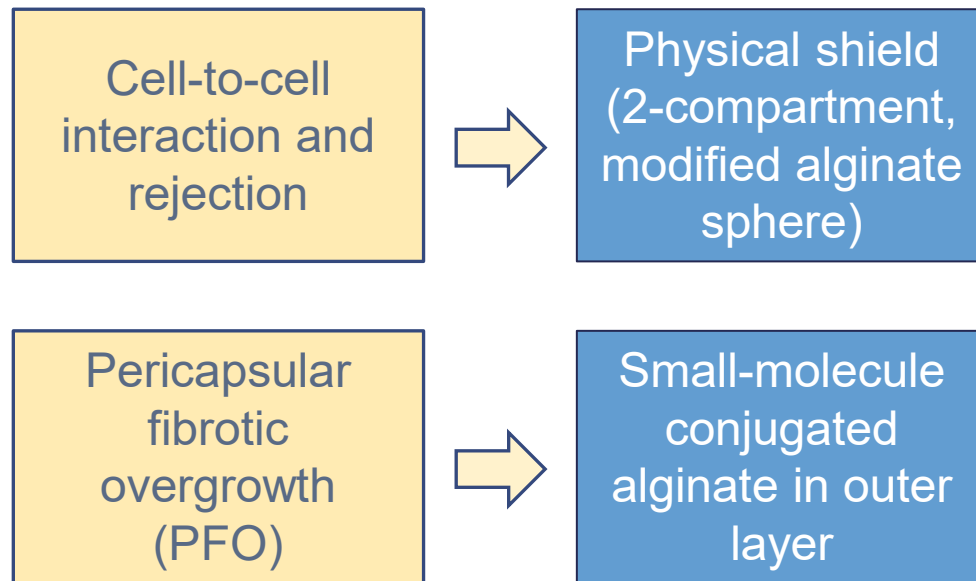 Cell-to-cell
interaction and
rejection
Physical shield
(2-compartment,
modified alginate
sphere)
Pericapsular
fibrotic
overgrowth
(PFO)
Small-molecule
conjugated
alginate in outer
layer